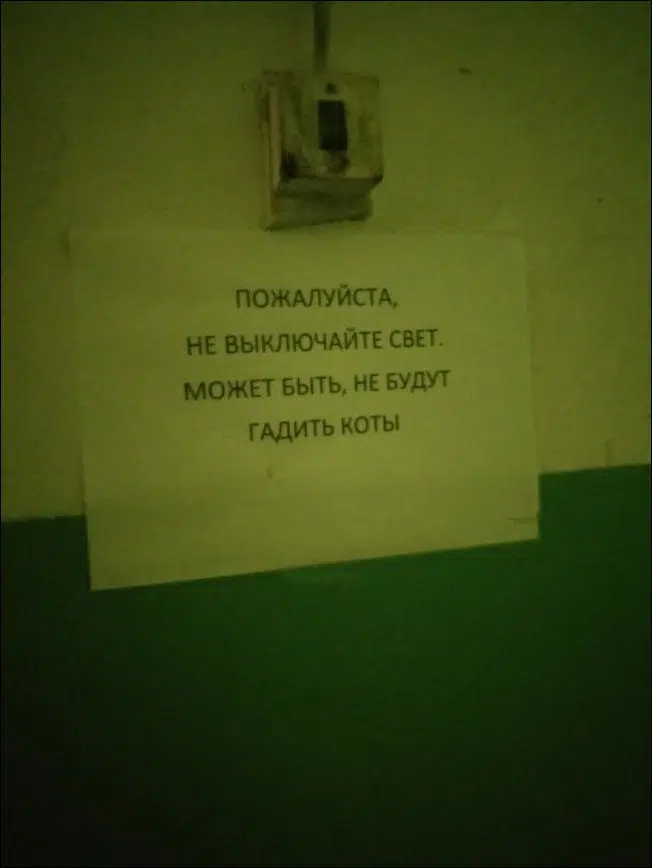 ПОЖАЛУЙСТА,
НЕ ВЫКЛЮЧАЙТЕ СВЕТ.
МОЖЕТ БЫТЬ, НЕ БУДУТ
ГАДИТЬ КОТЫ